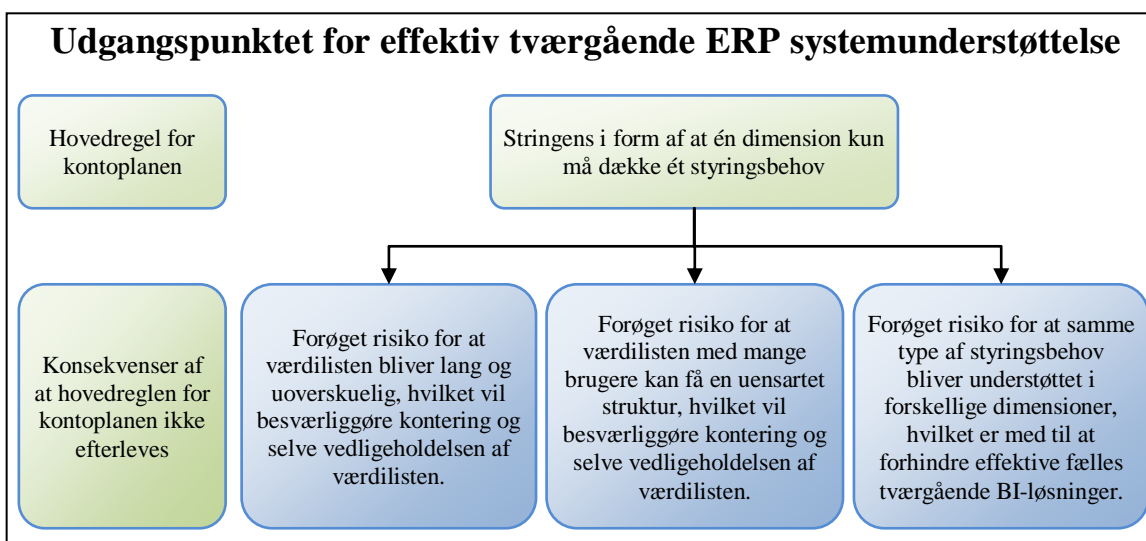 Udgangspunktet for effektiv tværgående ERP systemunderstøttelse
Hovedregel for
kontoplanen
Stringens i form af at én dimension kun
må dække ét styringsbehov
Konsekvenser af
at hovedreglen for
kontoplanen ikke
efterleves
Forøget risiko for at
værdilisten bliver lang og
uoverskuelig, hvilket vil
besværliggøre kontering og
selve vedligeholdelsen af
værdilisten.
Forøget risiko for at
værdilisten med mange
brugere kan få en uensartet
struktur, hvilket vil
besværliggøre kontering og
selve vedligeholdelsen af
værdilisten.
Forøget risiko for at samme
type af styringsbehov
bliver understøttet i
forskellige dimensioner,
hvilket er med til at
forhindre effektive fælles
tværgående BI-løsninger.